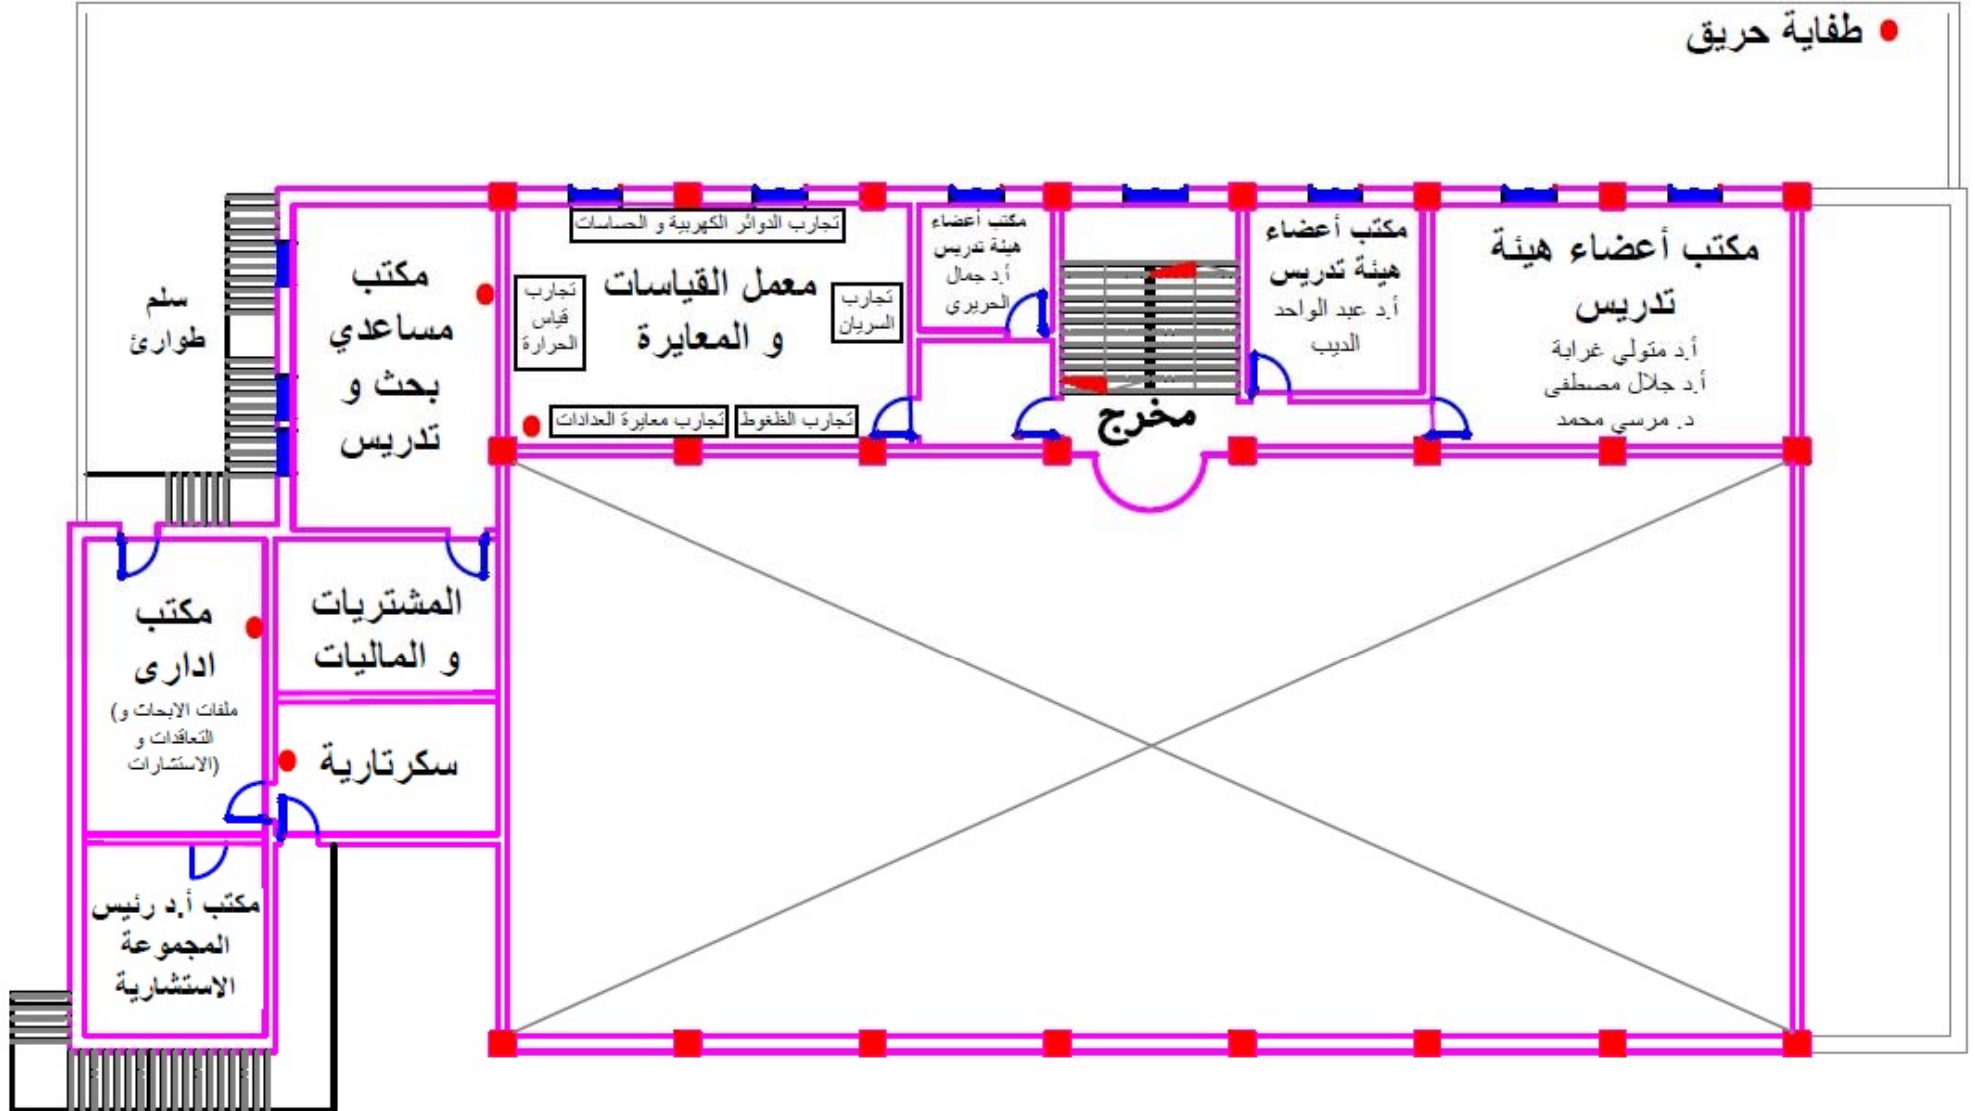 طفاية حريق
مكتب أعضاء هيئة
تدريس
أ.د متولي غرابة
أ.د جلال مصطفى
د. مرسي محمد
مكتب أعضاء
هيئة تدريس
أ.د عبد الواحد
الديب
مخرج
مكتب أعضاء
هيئة تدريس
أ.د جمال
الحريري
تجارب الدوائر الكهربية و الحساسات
معمل القياسات
و المعايرة
تجارب
السريان
تجارب
قياس
الحرارة
تجارب الظغوط
تجارب معايرة العدادات
مكتب
مساعدي
بحث و
تدريس
سلم
طوارئ
المشتريات
و الماليات
سكرتارية
مكتب
ادارى
(ملفات الابحاث و
التعاقدات و
الاستشارات)
مكتب أ.د رئيس
المجموعة
الاستشارية